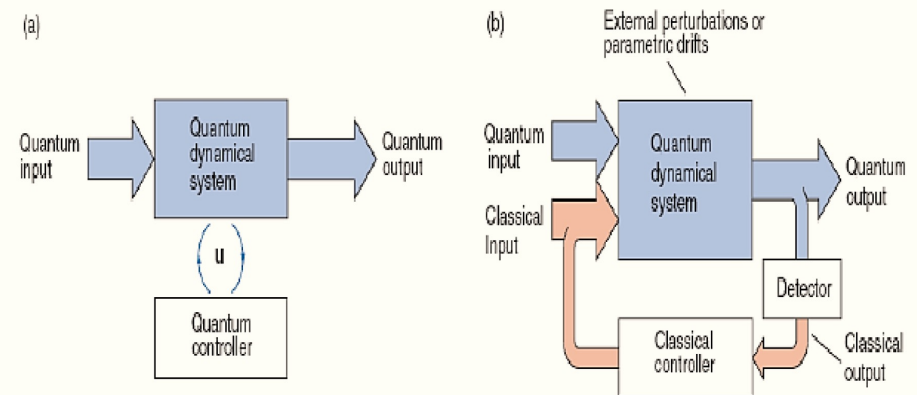 (a)
Quantum
input
Quantum
dynamical
system
Quantum
output
u
Quantum
controller
(b)
External perturbations or
parametric drifts
Quantum
input
Classical
Input
Quantum
dynamical
system
Quantum
output
Detector
Classical
controller
Classical
output